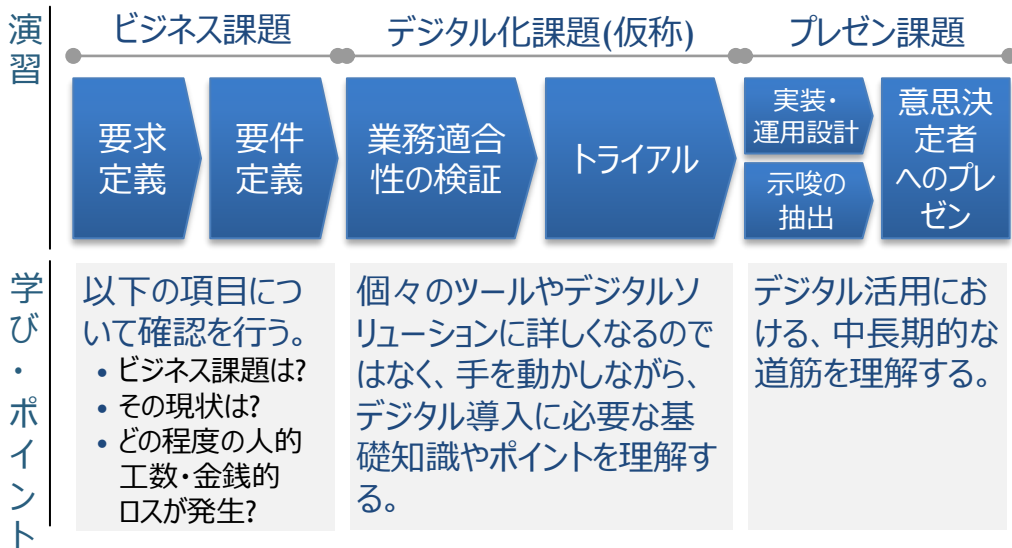 演習
ビジネス課題
デジタル化課題(仮称)
プレゼン課題
要求
定義
要件
定義
業務適合
性の検証
トライアル
実装・
運用設計
示唆の
抽出
意思決
定者
へのプレ
ゼン
学び・ポイント
以下の項目につ
いて確認を行う。
• ビジネス課題は?
• その現状は?
• どの程度の人的
工数・金銭的
ロスが発生?
個々のツールやデジタルソ
リューションに詳しくなるので
はなく、手を動かしながら、
デジタル導入に必要な基
礎知識やポイントを理解す
る。
デジタル活用にお
ける、中長期的な
道筋を理解する。